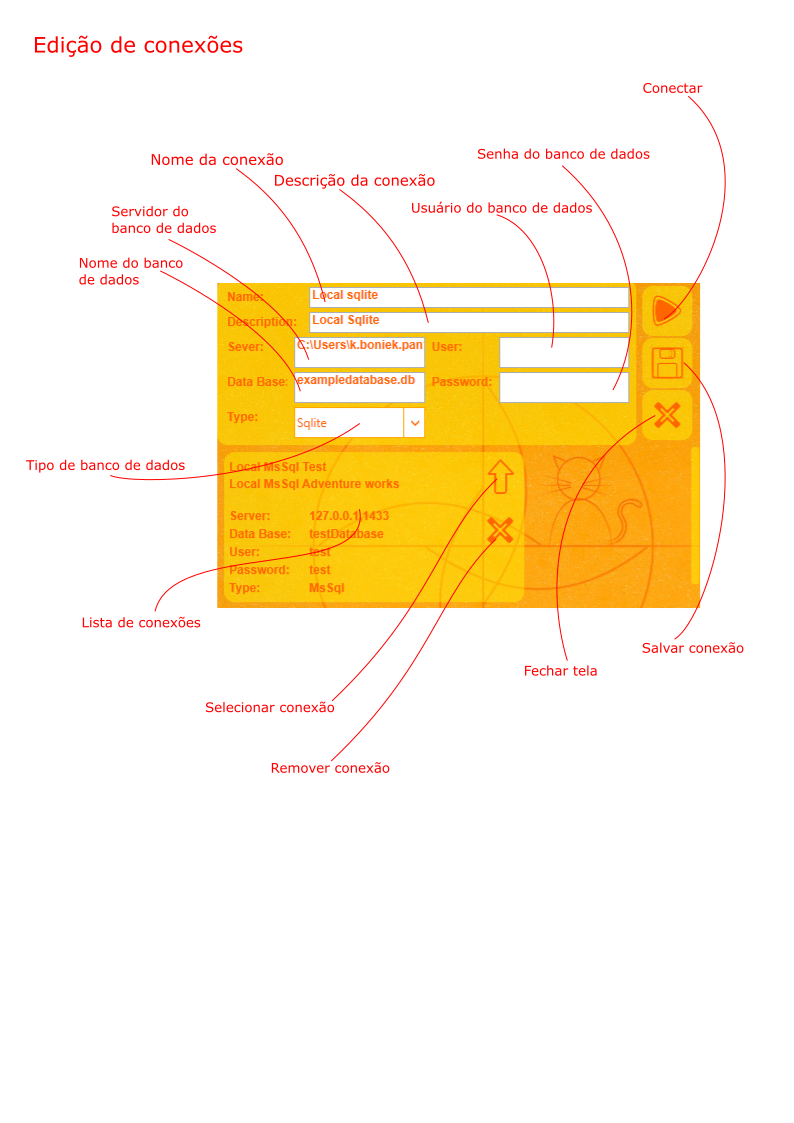 Edição de conexões
Conectar
Senha do banco de dados
Nome da conexão
Descrição da conexão
Usuário do banco de dados
Servidor do
banco de dados
Nome do banco
de dados
Name: Local sqlite
Description: Local Sqlite
Sever: C:\Users\k.boniek.pan User:
Data Base: exampledatabase.db Password:
Type: Sqlite
Tipo de banco de dados
Local MsSql Test
Local MsSql Adventure works
Server: 127.0.0.1,1433
Data Base: testDatabase
User: test
Password: test
Type: MsSql
Lista de conexões
Salvar conexão
Fechar tela
Selecionar conexão
Remover conexão